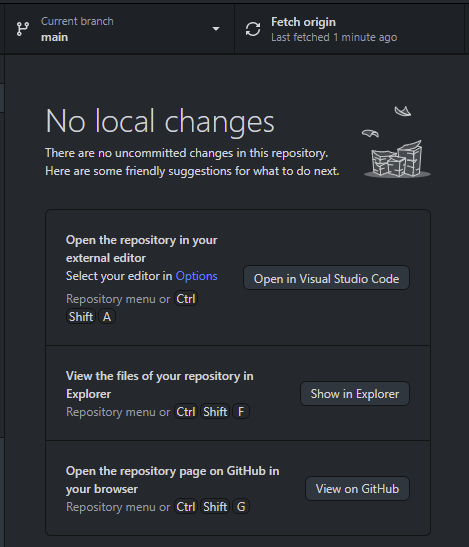 Current branch
main
Fetch origin
Last fetched 1 minute ago
No local changes
There are no uncommitted changes in this repository.
Here are some friendly suggestions for what to do next.
Open the repository in your
external editor
Select your editor in Options
Repository menu or Ctrl
Shift A
Open in Visual Studio Code
View the files of your repository in
Explorer
Repository menu or Ctrl Shift F
Show in Explorer
Open the repository page on GitHub in
your browser
Repository menu or Ctrl Shift G
View on GitHub